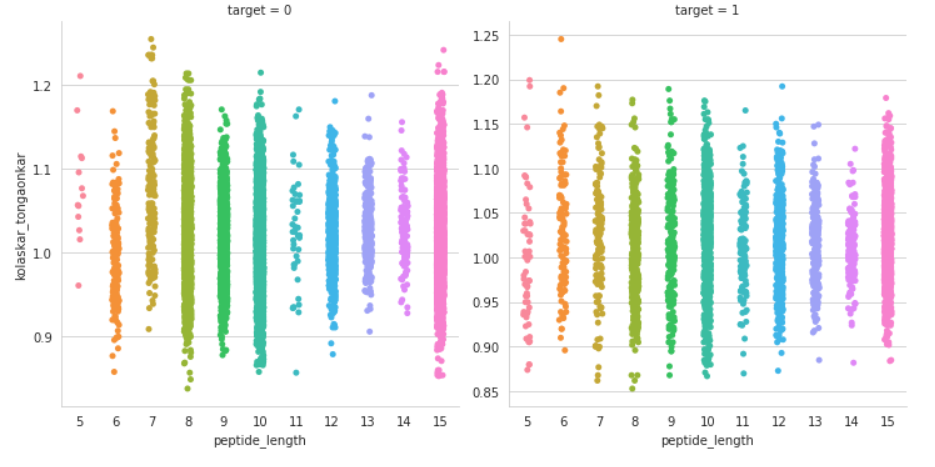 target = 0
target = 1
kolaskar_tongaonkar
1.2
1.1
1.0
0.9
5 6 7 8 9 10 11 12 13 14 15
peptide_length
1.25
1.20
1.15
1.10
1.05
1.00
0.95
0.90
0.85
5 6 7 8 9 10 11 12 13 14 15
peptide_length